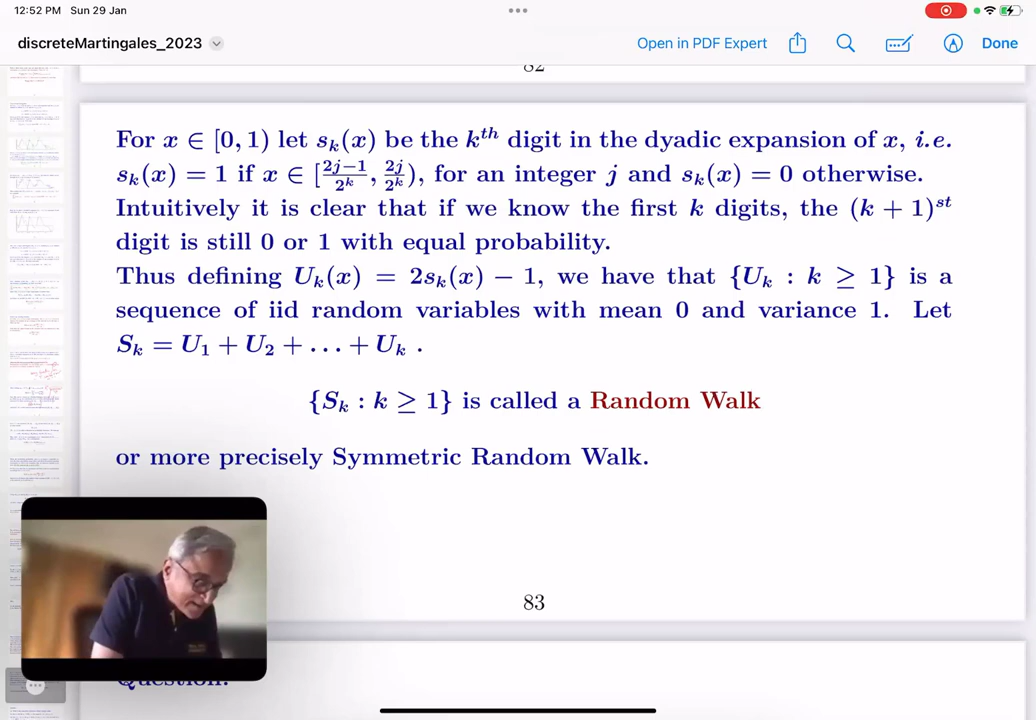 12:52 PM Sun 29 Jan
discreteMartingales_2023
Open in PDF Expert
Done
82
For x ∈ [0, 1) let s_k(x) be the k^{th} digit in the dyadic expansion of x, i.e.
s_k(x) = 1 if x ∈ [\frac{2j−1}{2^k}, \frac{2j}{2^k}), for an integer j and s_k(x) = 0 otherwise.
Intuitively it is clear that if we know the first k digits, the (k + 1)^{st}
digit is still 0 or 1 with equal probability.
Thus defining U_k(x) = 2s_k(x) − 1, we have that {U_k : k ≥ 1} is a
sequence of iid random variables with mean 0 and variance 1. Let
S_k = U_1 + U_2 + . . . + U_k .
{S_k : k ≥ 1} is called a Random Walk
or more precisely Symmetric Random Walk.
83
Question: